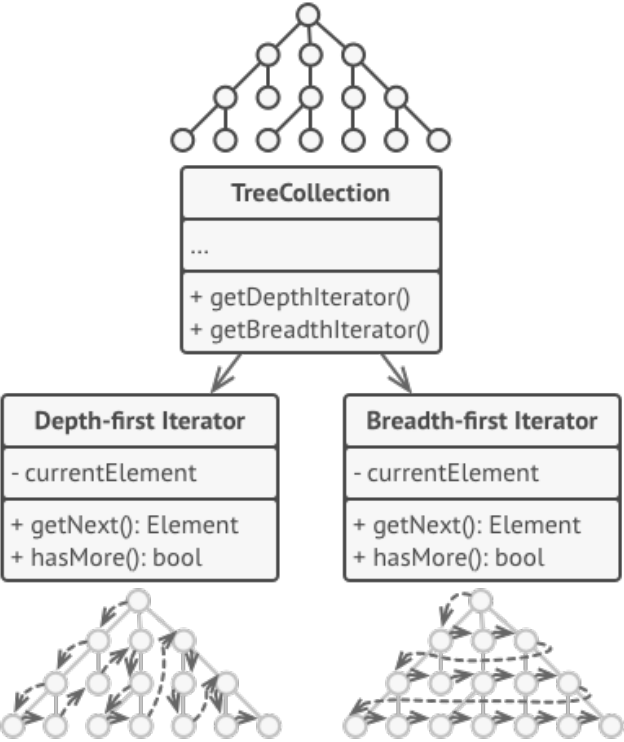 TreeCollection
...
+ getDepthIterator()
+ getBreadthIterator()
Depth-first Iterator
- currentElement
+ getNext(): Element
+ hasMore(): bool
Breadth-first Iterator
- currentElement
+ getNext(): Element
+ hasMore(): bool